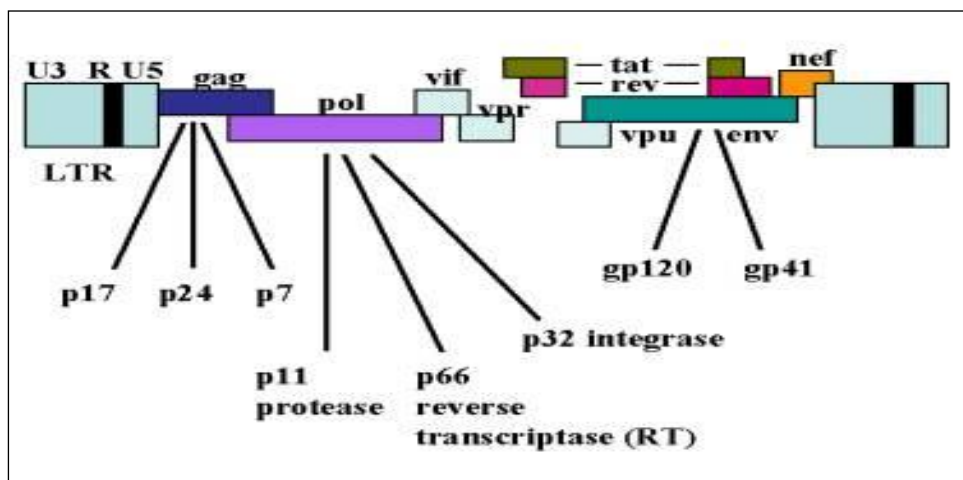 U3 R U5
gag
pol
vif
vpr
tat
rev
nef
vpu
env
LTR
p17
p24
p7
gp120
gp41
p32 integrase
p11
protease
p66
reverse
transcriptase (RT)